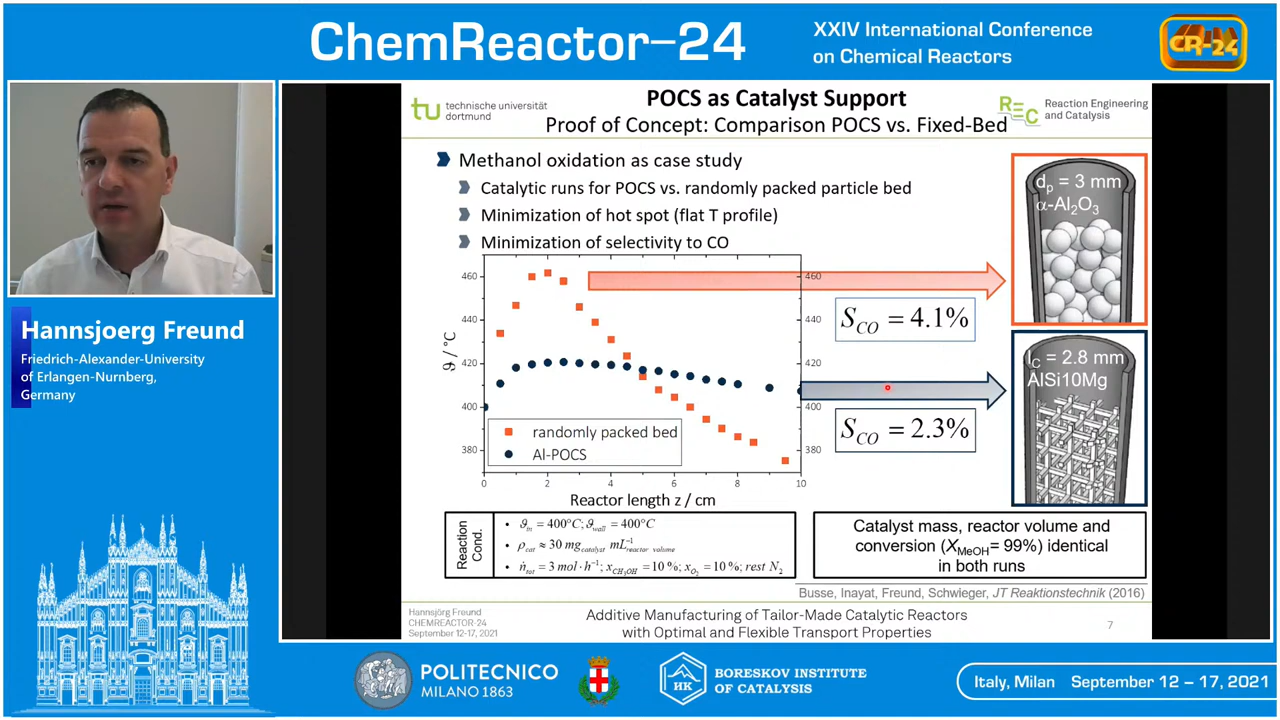 ChemReactor–24
XXIV International Conference
on Chemical Reactors
CR-24
Hannsjoerg Freund
Friedrich-Alexander-University
of Erlangen-Nurnberg,
Germany
tu technische universität
dortmund
POCS as Catalyst Support
Proof of Concept: Comparison POCS vs. Fixed-Bed
REC Reaction Engineering
and Catalysis
Methanol oxidation as case study
Catalytic runs for POCS vs. randomly packed particle bed
Minimization of hot spot (flat T profile)
Minimization of selectivity to CO
460
440
420
400
380
ϑ / °C
460
440
420
400
380
randomly packed bed
Al-POCS
0 2 4 6 8 10
Reactor length z / cm
S_CO = 4.1%
S_CO = 2.3%
d_p = 3 mm
α-Al₂O₃
l_C = 2.8 mm
AlSi10Mg
Reaction
Cond.
• ϑ_in = 400°C; ϑ_wall = 400°C
• ρ_cat ≈ 30 mg_catalyst mL⁻¹_reactor volume
• ṅ_tot = 3 mol · h⁻¹; x_CH₃OH = 10 %; x_O₂ = 10 %; rest N₂
Catalyst mass, reactor volume and
conversion (X_MeOH = 99%) identical
in both runs
Busse, Inayat, Freund, Schwieger, JT Reaktionstechnik (2016)
Hannsjörg Freund
CHEMREACTOR-24
September 12-17, 2021
Additive Manufacturing of Tailor-Made Catalytic Reactors
with Optimal and Flexible Transport Properties
7
POLITECNICO
MILANO 1863
HK
BORESKOV INSTITUTE
OF CATALYSIS
Italy, Milan September 12 – 17, 2021